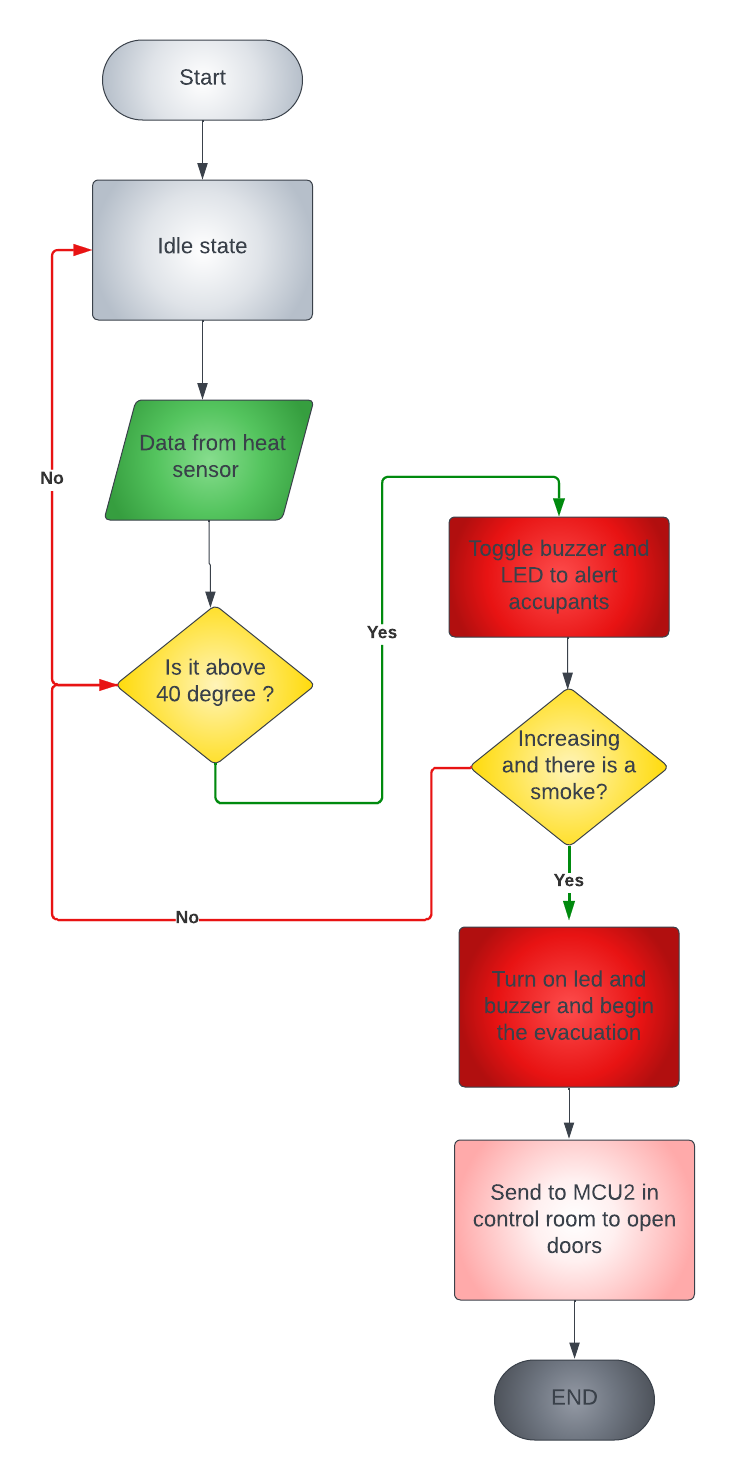 Start
Idle state
Data from heat
sensor
No
Is it above
40 degree ?
Yes
Toggle buzzer and
LED to alert
accupants
Increasing
and there is a
smoke?
No
Yes
Turn on led and
buzzer and begin
the evacuation
Send to MCU2 in
control room to open
doors
END